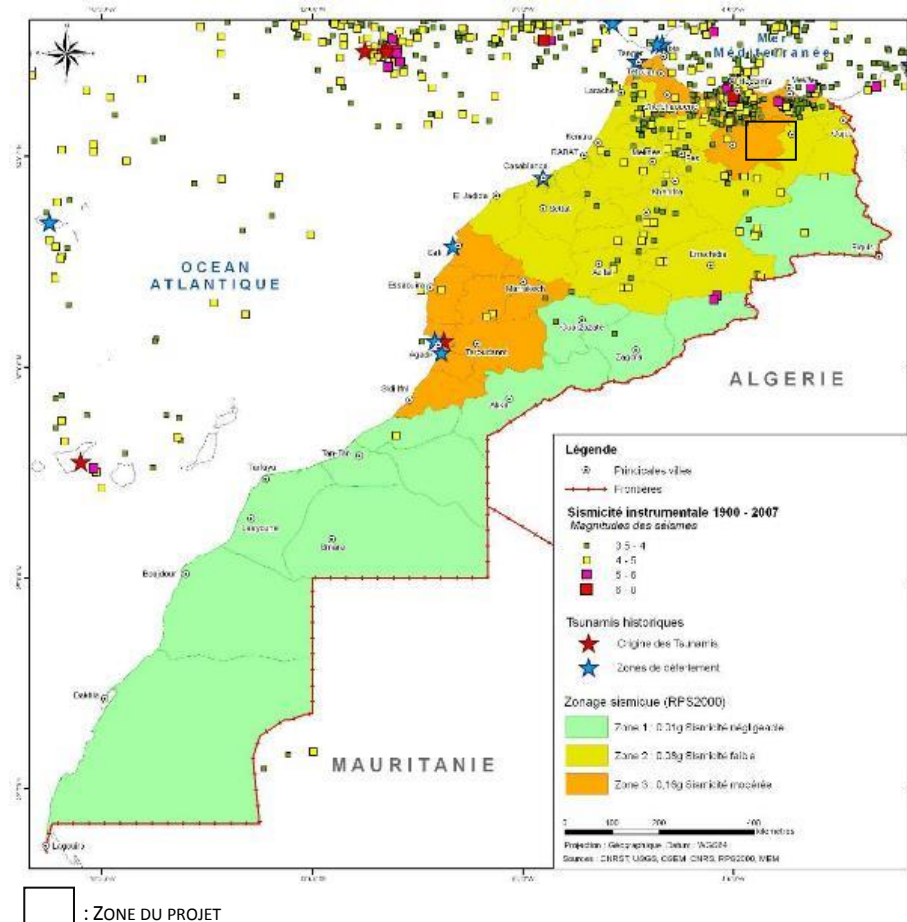 Mer
Méditerranée
Larache
Kenitra
RABAT
Casablanca
El Jadida
Settat
Meknes
Fes
Khenifra
OCEAN
ATLANTIQUE
Safi
Essaouira
Marrakech
Azilal
Errachidia
Figuig
Ouarzazate
Zagora
Agadir
Taroudannt
Sidi Ifni
Akka
ALGERIE
Tan-Tan
Tarfaya
Laayoune
Smara
Boujdour
Dakhla
MAURITANIE
Lagouira
Légende
Principales villes
Frontières
Sismicité instrumentale 1900 - 2007
Magnitudes des séismes
3.5 - 4
4 - 5
5 - 6
6 - 8
Tsunamis historiques
Origine des Tsunamis
Zones de déferlement
Zonage sismique (RPS2000)
Zone 1 : 0.01g Sismicité négligeable
Zone 2 : 0.08g Sismicité faible
Zone 3 : 0,16g Sismicité modérée
0 100 200 400
kilomètres
Projection : Géographique Datum : WGS84
Sources : CNRST, USGS, CSEM, CNRS, RPS2000, MEM
: ZONE DU PROJET